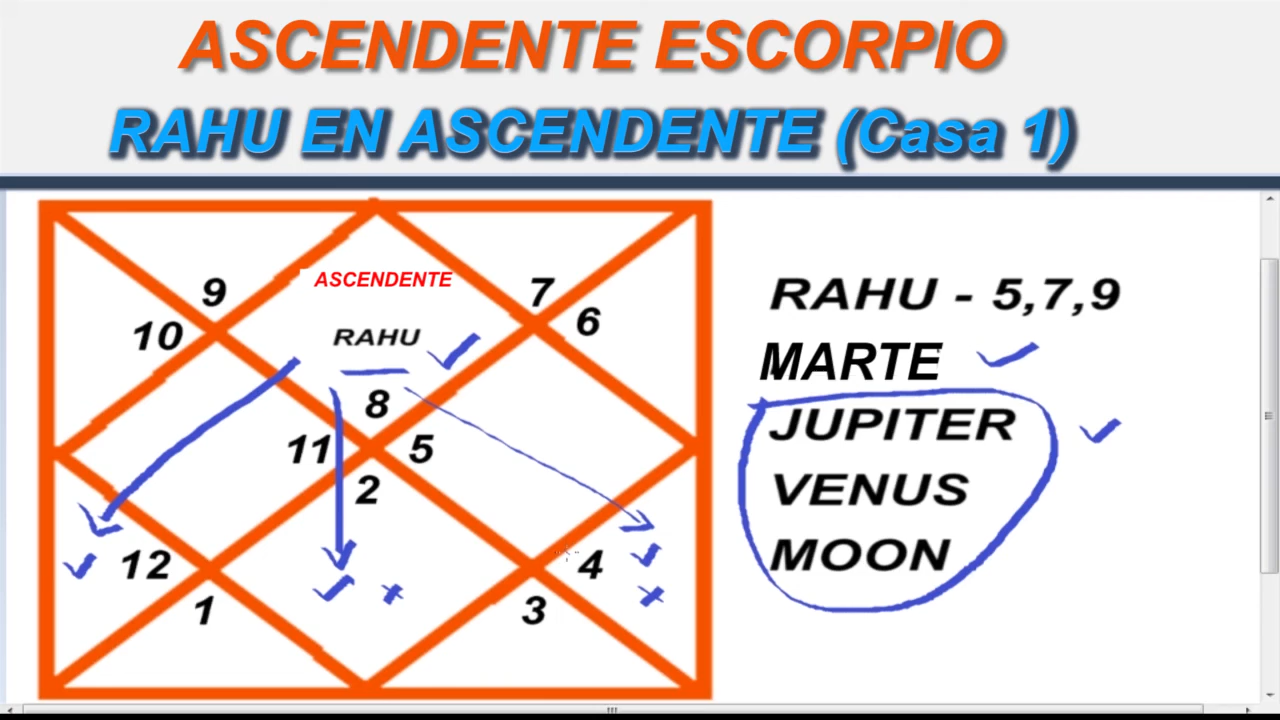 ASCENDENTE ESCORPIO
RAHU EN ASCENDENTE (Casa 1)
ASCENDENTE
RAHU
9
10
7
6
8
11
5
2
12
1
4
3
RAHU - 5,7,9
MARTE
JUPITER
VENUS
MOON